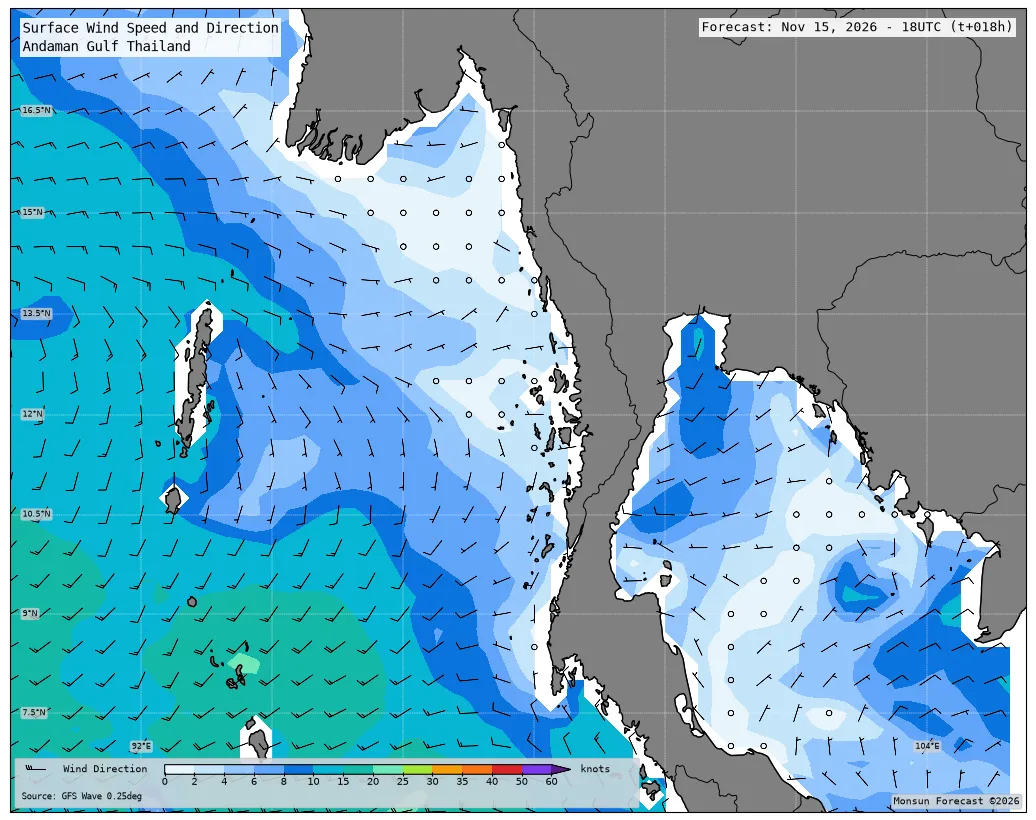 Surface Wind Speed and Direction
Andaman Gulf Thailand
Forecast: Nov 15, 2026 - 18UTC (t+018h)
16.5°N
15°N
13.5°N
12°N
10.5°N
9°N
7.5°N
92°E
104°E
Wind Direction
knots
0 2 4 6 8 10 15 20 25 30 35 40 50 60
Source: GFS Wave 0.25deg
Monsun Forecast ©2026